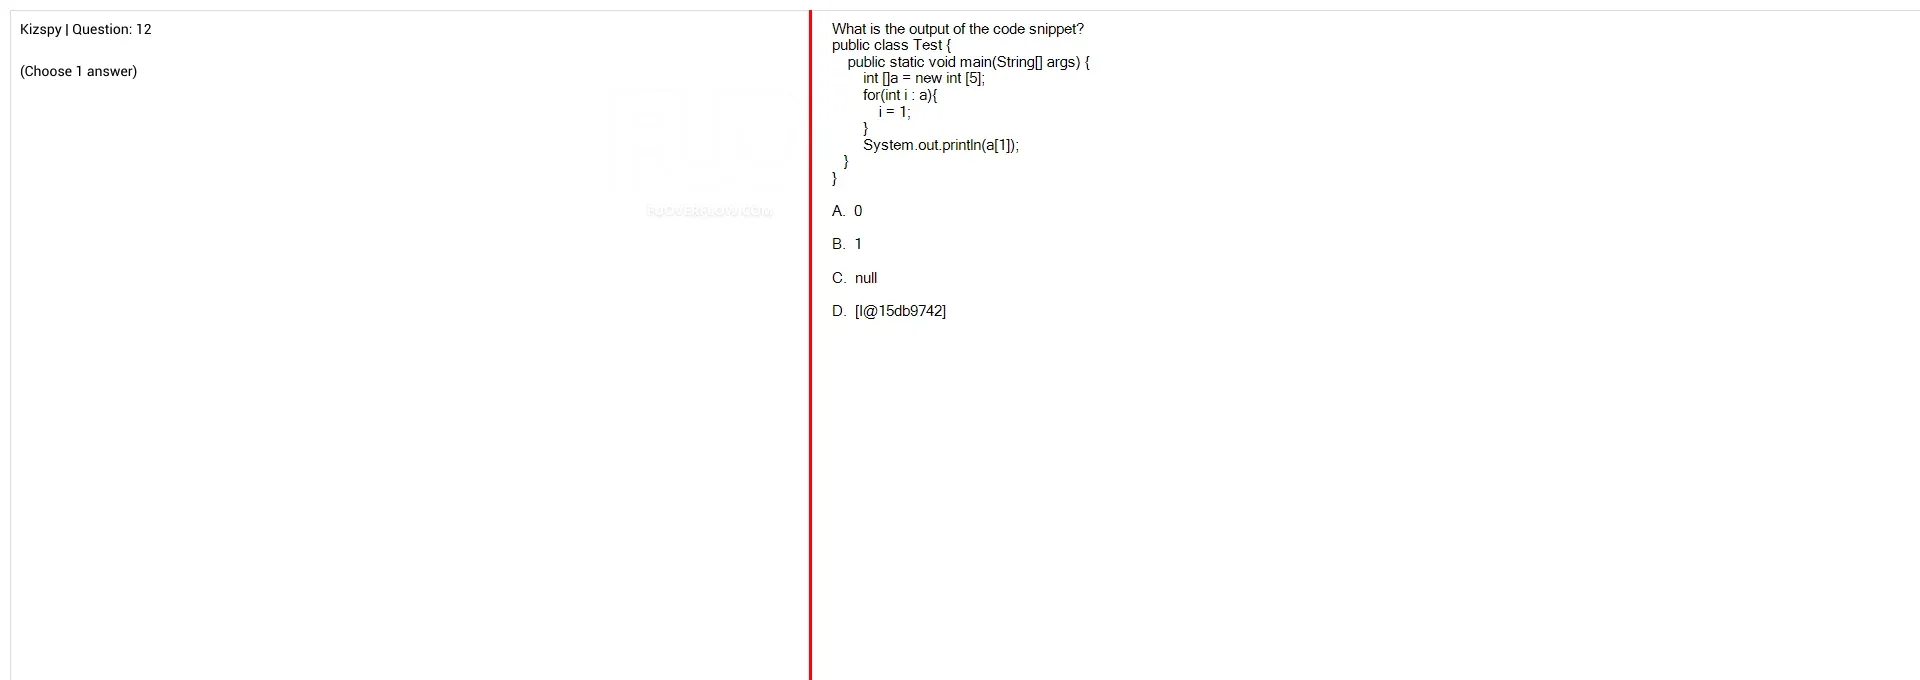 Kizspy | Question: 12
(Choose 1 answer)
FUOVERFLOW.COM
What is the output of the code snippet?
public class Test {
public static void main(String[] args) {
int []a = new int [5];
for(int i : a){
i = 1;
}
System.out.println(a[1]);
}
}
A. 0
B. 1
C. null
D. [I@15db9742]